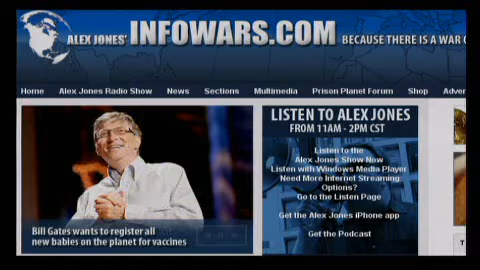 ALEX JONES' INFOWARS.COM BECAUSE THERE IS A WAR
Home Alex Jones Radio Show News Sections Multimedia Prison Planet Forum Shop
LISTEN TO ALEX JONES
FROM 11AM - 2PM CST
Listen to the
Alex Jones Show Now
Listen with Windows Media Player
Need More Internet Streaming
Options?
Go to the Listen Page
Get the Alex Jones iPhone app
Get the Podcast
Bill Gates wants to register all
new babies on the planet for vaccines